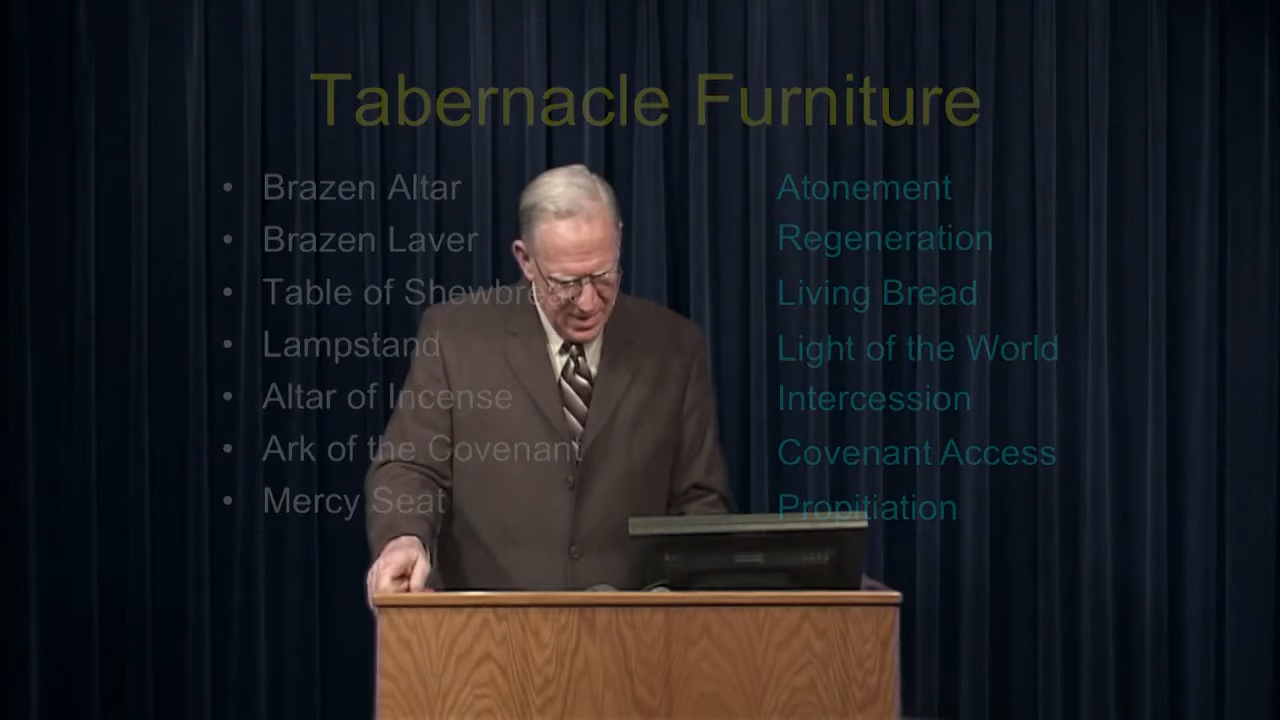 Tabernacle Furniture
• Brazen Altar Atonement
• Brazen Laver Regeneration
• Table of Shewbread Living Bread
• Lampstand Light of the World
• Altar of Incense Intercession
• Ark of the Covenant Covenant Access
• Mercy Seat Propitiation